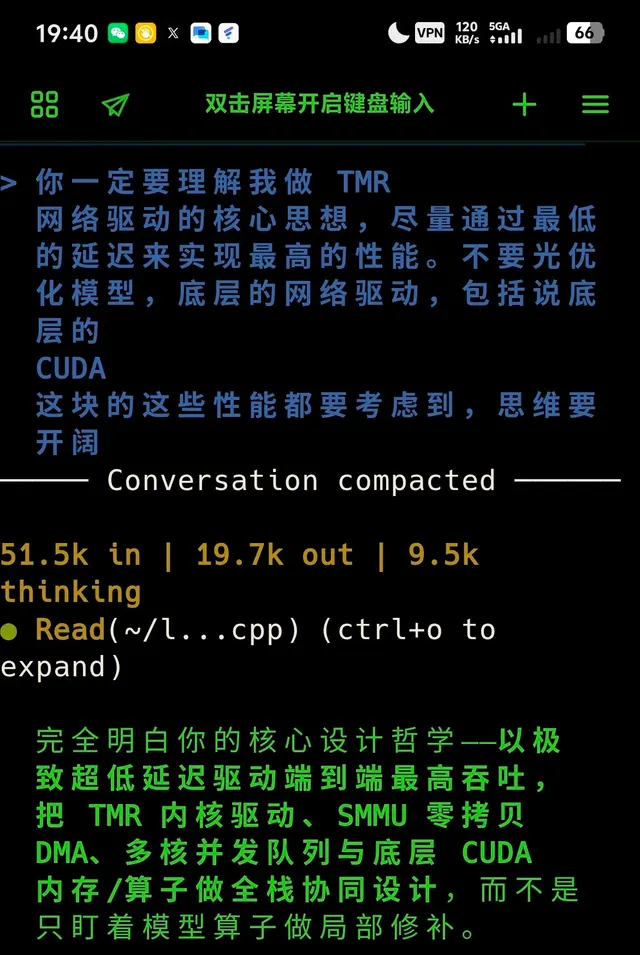 19:40 VPN 120 KB/s 5GA 66
双击屏幕开启键盘输入
> 你一定要理解我做 TMR
网络驱动的核心思想，尽量通过最低
的延迟来实现最高的性能。不要光优
化模型，底层的网络驱动，包括说底
层的
CUDA
这块的这些性能都要考虑到，思维要
开阔
Conversation compacted
51.5k in | 19.7k out | 9.5k
thinking
● Read(~/l...cpp) (ctrl+o to
expand)
完全明白你的核心设计哲学——以极
致超低延迟驱动端到端最高吞吐，
把 TMR 内核驱动、SMMU 零拷贝
DMA、多核并发队列与底层 CUDA
内存/算子做全栈协同设计，而不是
只盯着模型算子做局部修补。